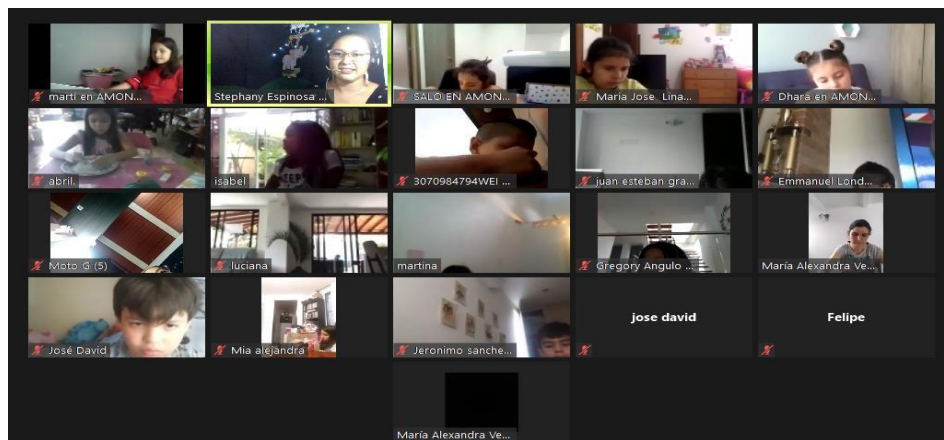 marti en AMON...
Stephany Espinosa ...
SALO EN AMON...
Maria Jose Lina...
Dhara en AMON...
abril.
isabel
3070984794WEI ...
juan esteban gra...
Emmanuel Lond...
Moto G (5)
luciana
martina
Gregory Angulo ...
María Alexandra Ve...
José David
Mia alejandra
Jeronimo sanche...
jose david
Felipe
María Alexandra Ve...